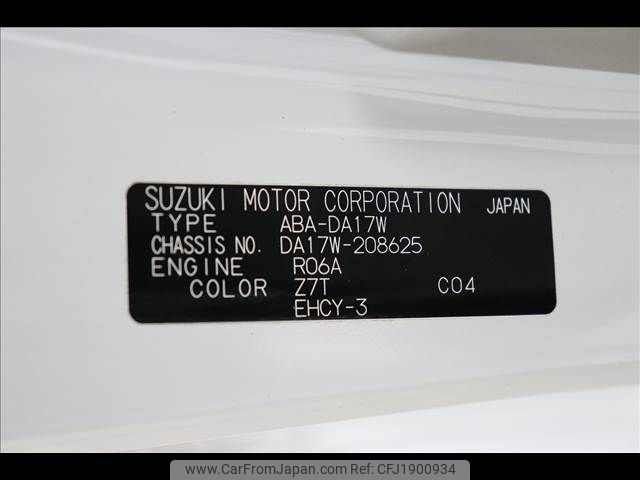 SUZUKI MOTOR CORPORATION JAPAN
TYPE ABA-DA17W
CHASSIS NO. DA17W-208625
ENGINE R06A
COLOR Z7T C04
EHCY-3
www.CarFromJapan.com | ID:CFJ1900934